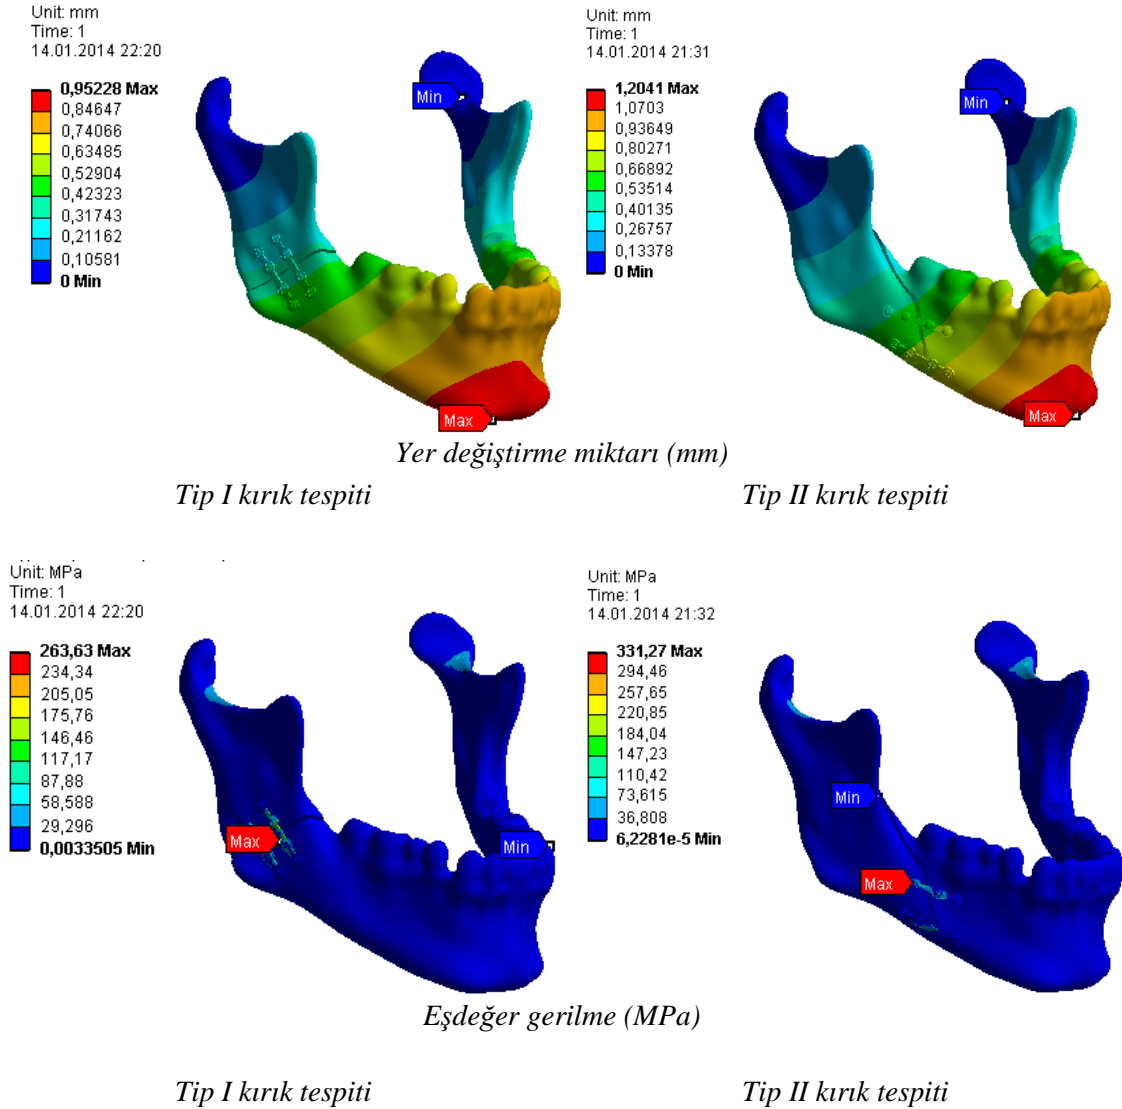 Unit: mm
Time: 1
14.01.2014 22:20
0,95228 Max
0,84647
0,74066
0,63485
0,52904
0,42323
0,31743
0,21162
0,10581
0 Min
Min
Max
Unit: mm
Time: 1
14.01.2014 21:31
1,2041 Max
1,0703
0,93649
0,80271
0,66892
0,53514
0,40135
0,26757
0,13378
0 Min
Min
Max
Yer değiştirme miktarı (mm)
Tip I kırık tespiti
Tip II kırık tespiti
Unit: MPa
Time: 1
14.01.2014 22:20
263,63 Max
234,34
205,05
175,76
146,46
117,17
87,88
58,588
29,296
0,0033505 Min
Max
Min
Unit: MPa
Time: 1
14.01.2014 21:32
331,27 Max
294,46
257,65
220,85
184,04
147,23
110,42
73,615
36,808
6,2281e-5 Min
Min
Max
Eşdeğer gerilme (MPa)
Tip I kırık tespiti
Tip II kırık tespiti